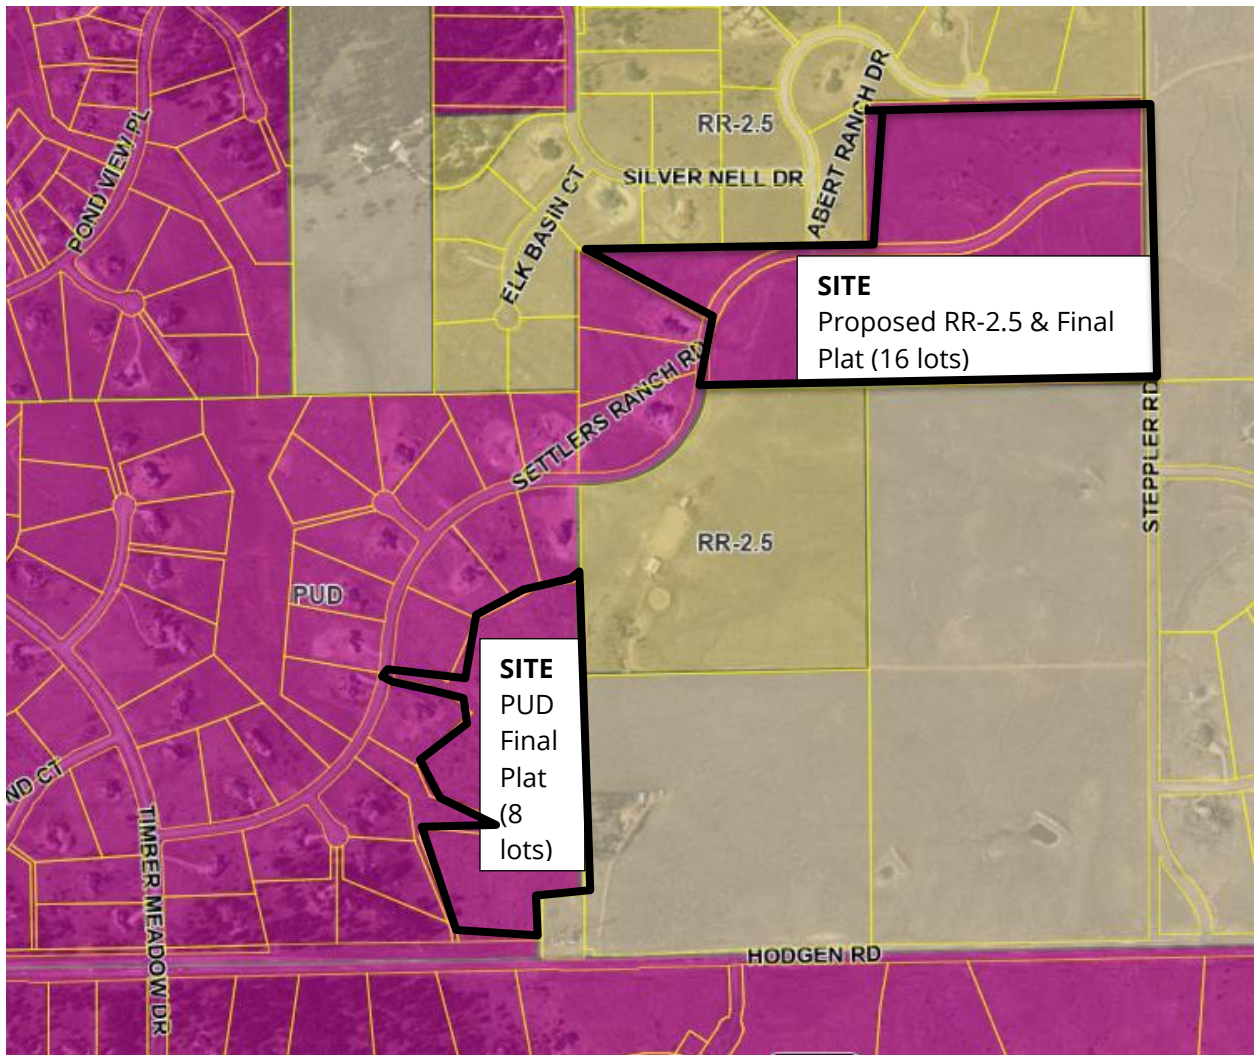 POND VIEW PL
RR-2.5
ABERT RANCH DR
SILVER NELL DR
ELK BASIN CT
SITE
Proposed RR-2.5 & Final
Plat (16 lots)
SETTLERS RANCH RD
STEPPLER RD
RR-2.5
PUD
SITE
PUD
Final
Plat
(8
lots)
ND CT
TIMBER MEADOW DR
HODGEN RD